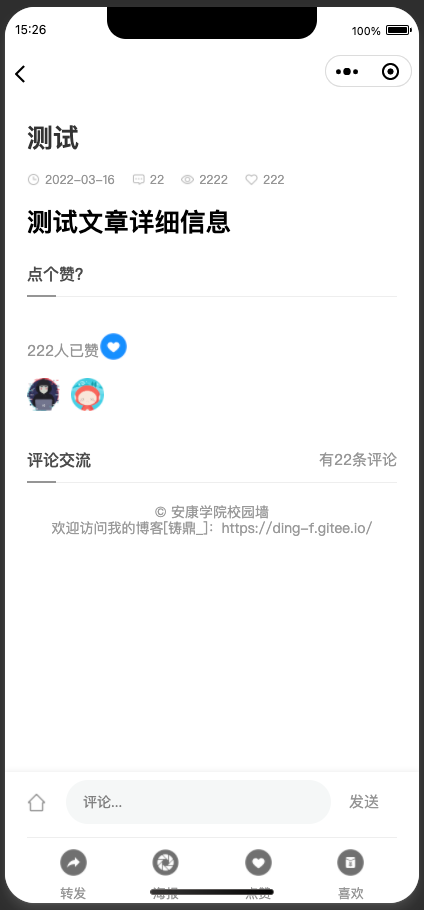 15:26
100%
测试
2022-03-16 22 2222 222
测试文章详细信息
点个赞?
222人已赞
评论交流 有22条评论
© 安康学院校园墙
欢迎访问我的博客[铸鼎_]：https://ding-f.gitee.io/
评论... 发送
转发 海报 点赞 喜欢